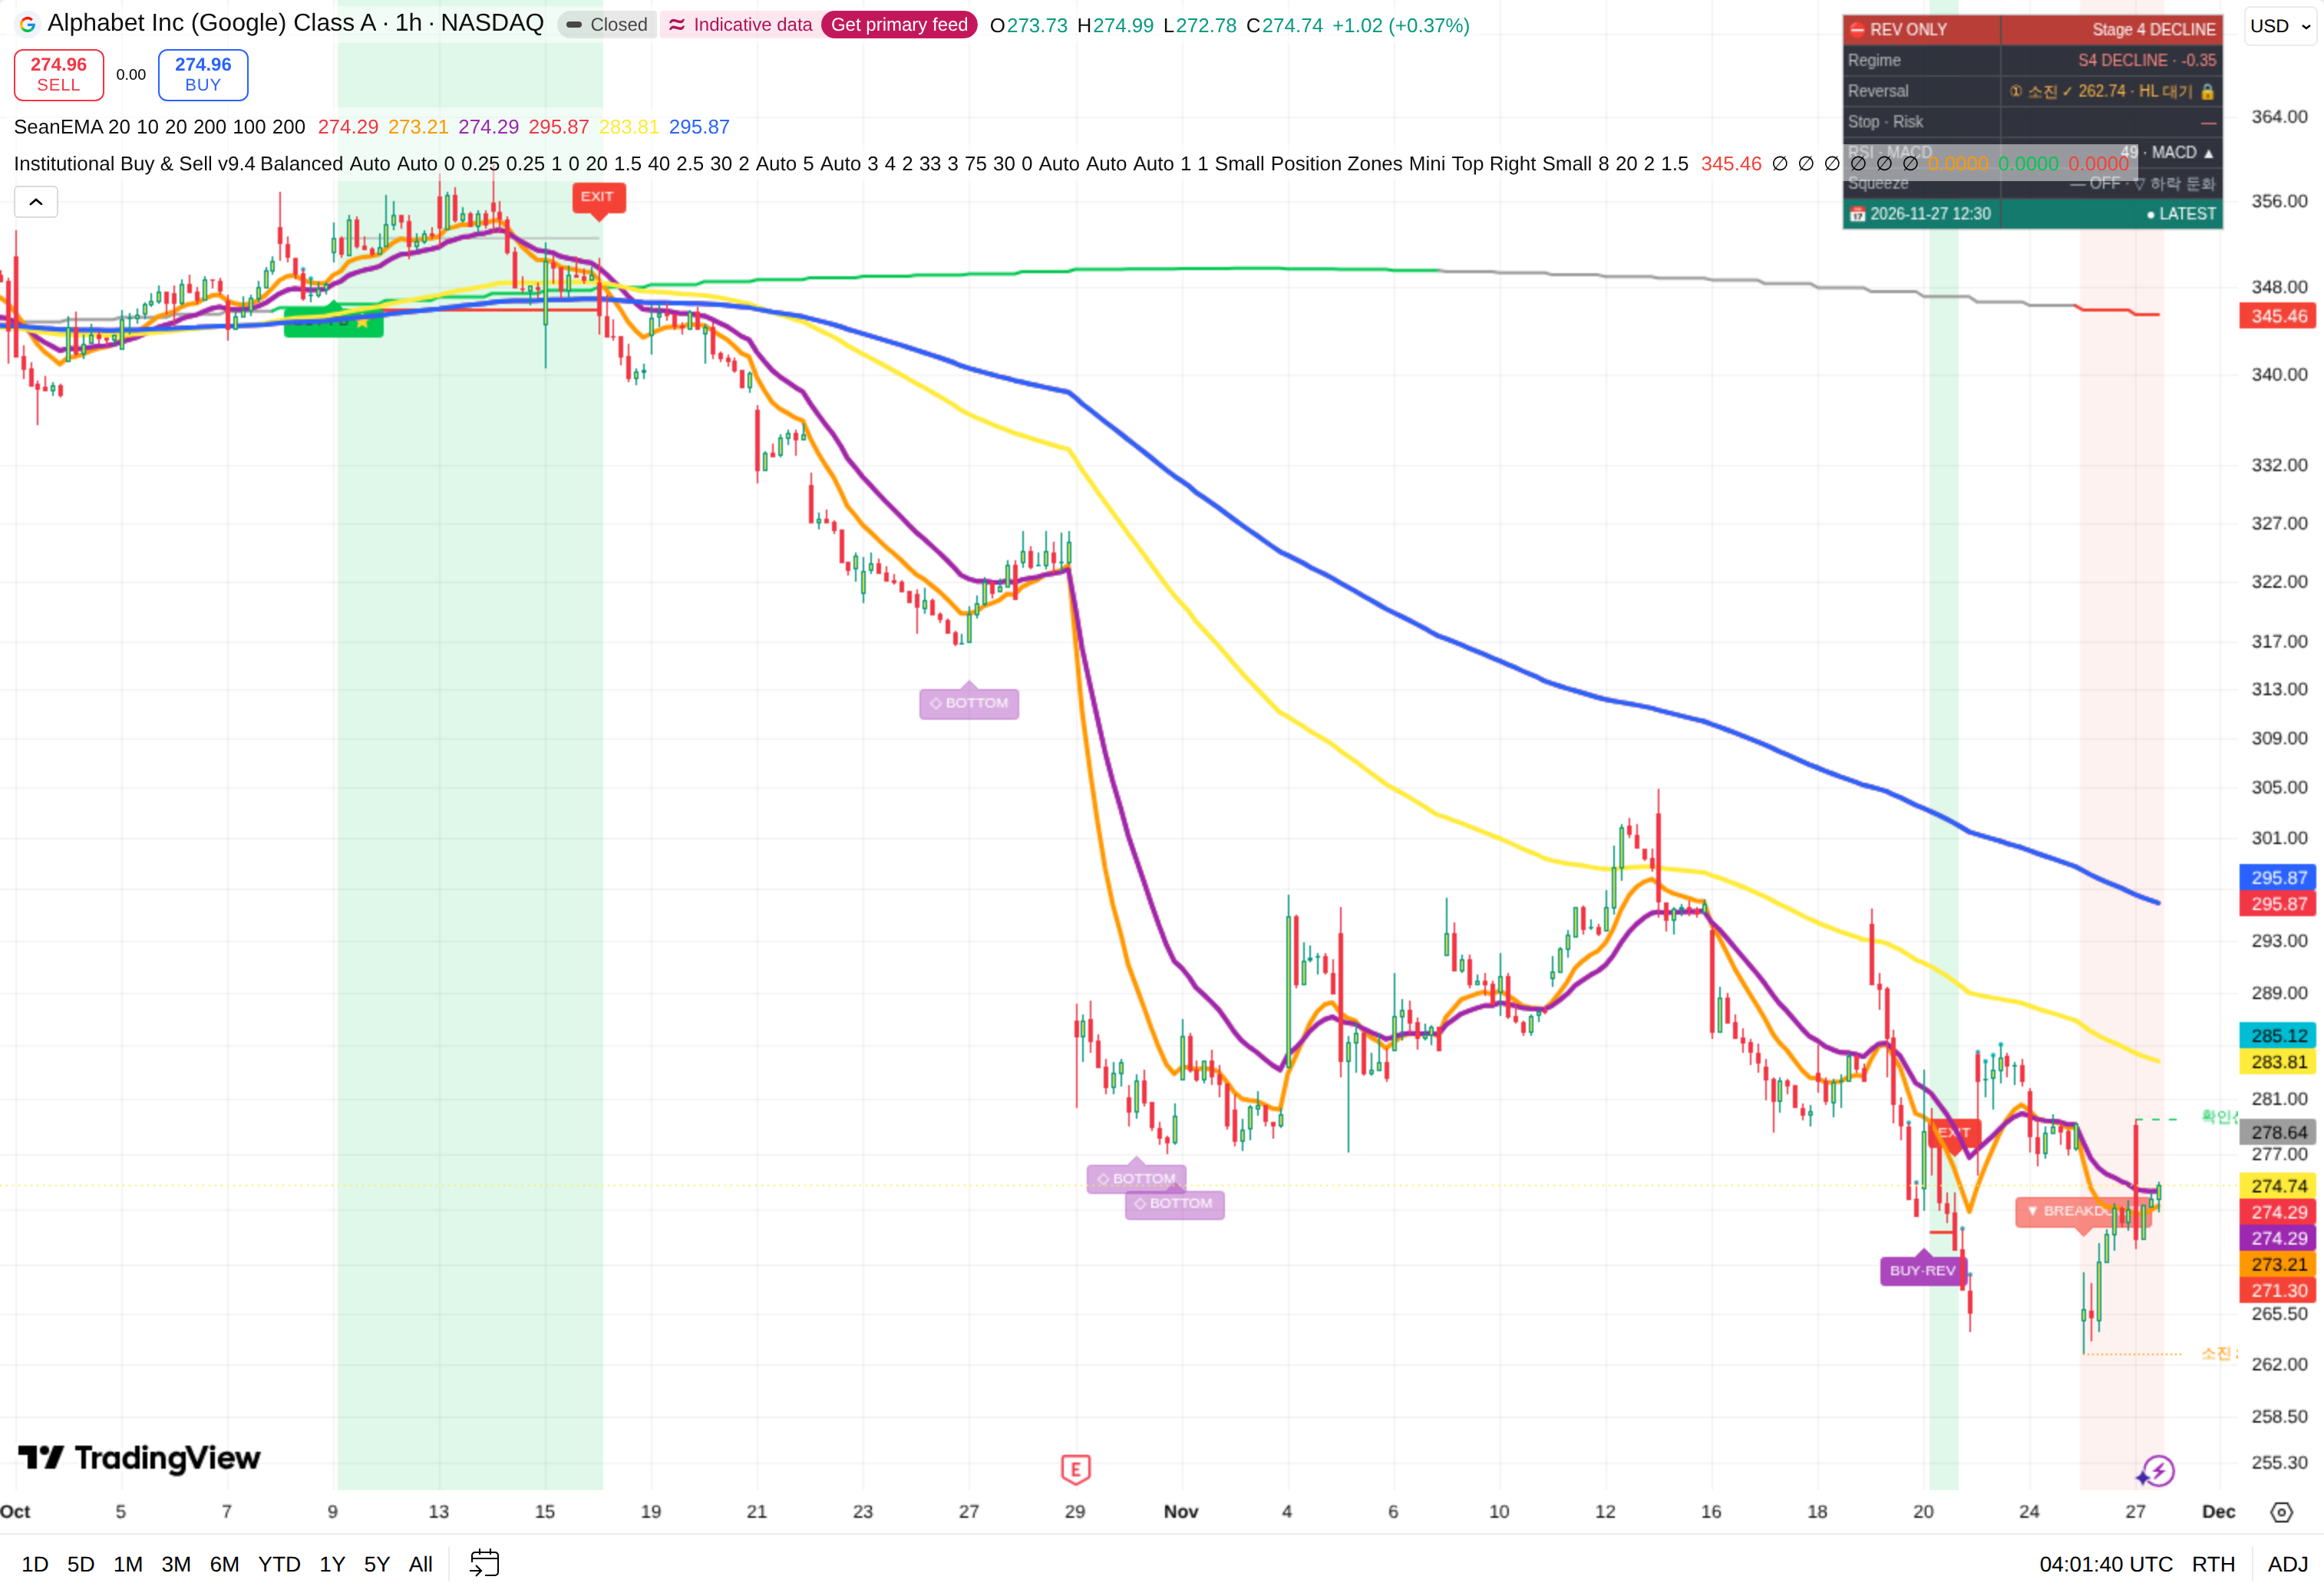 Alphabet Inc (Google) Class A · 1h · NASDAQ Closed Indicative data Get primary feed O273.73 H274.99 L272.78 C274.74 +1.02 (+0.37%)
274.96 SELL 0.00 274.96 BUY
SeanEMA 20 10 20 200 100 200 274.29 273.21 274.29 295.87 283.81 295.87
Institutional Buy & Sell v9.4 Balanced Auto Auto 0 0.25 0.25 1 0 20 1.5 40 2.5 30 2 Auto 5 Auto 3 4 2 33 3 75 30 0 Auto Auto Auto 1 1 Small Position Zones Mini Top Right Small 8 20 2 1.5 345.46 ∅ ∅ ∅ ∅ ∅ ∅ 0.0000 0.0000 0.0000
⛔ REV ONLY Stage 4 DECLINE
Regime S4 DECLINE · -0.35
Reversal ① 소진 ✓ 262.74 · HL 대기 🔒
Stop · Risk —
RSI · MACD 49 · MACD ▲
Squeeze — OFF · ▽ 하락 둔화
📅 2026-11-27 12:30 ● LATEST
USD
364.00
356.00
348.00
345.46
340.00
332.00
327.00
322.00
317.00
313.00
309.00
305.00
301.00
295.87
295.87
293.00
289.00
285.12
283.81
281.00
278.64
277.00
274.74
274.29
274.29
273.21
271.30
265.50
262.00
258.50
255.30
EXIT
◇ BOTTOM
◇ BOTTOM
◇ BOTTOM
EXIT
BUY-REV
▼ BREAKD
소진
E
TradingView
Oct 5 7 9 13 15 19 21 23 27 29 Nov 4 6 10 12 16 18 20 24 27 Dec
1D 5D 1M 3M 6M YTD 1Y 5Y All 04:01:40 UTC RTH ADJ